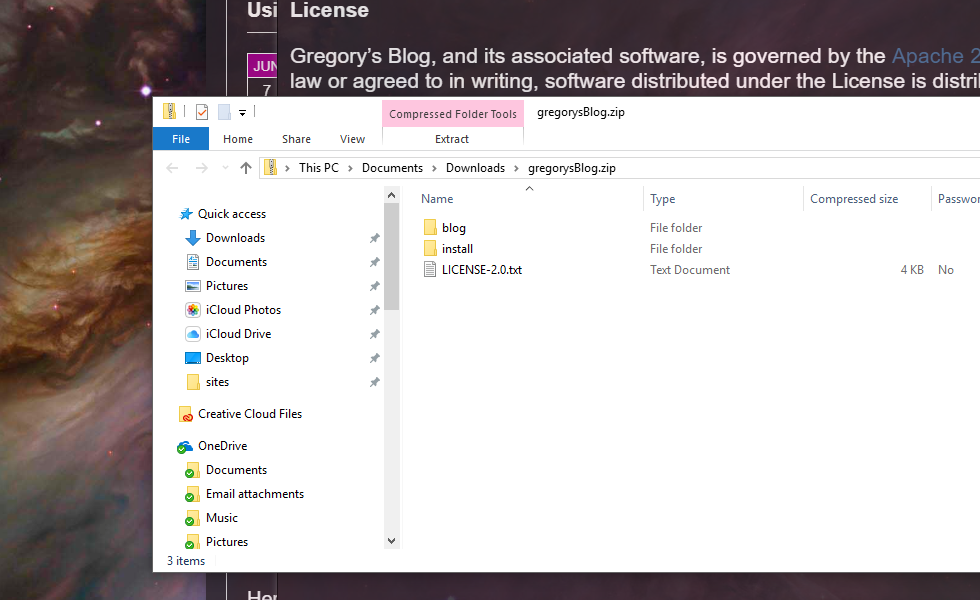 Usi
License
JUN
7
Gregory’s Blog, and its associated software, is governed by the Apache 2
law or agreed to in writing, software distributed under the License is distri
Compressed Folder Tools
gregorysBlog.zip
File
Home
Share
View
Extract
This PC > Documents > Downloads > gregorysBlog.zip
Name
Type
Compressed size
Passwor
Quick access
Downloads
Documents
Pictures
iCloud Photos
iCloud Drive
Desktop
sites
Creative Cloud Files
OneDrive
Documents
Email attachments
Music
Pictures
blog File folder
install File folder
LICENSE-2.0.txt Text Document 4 KB No
3 items